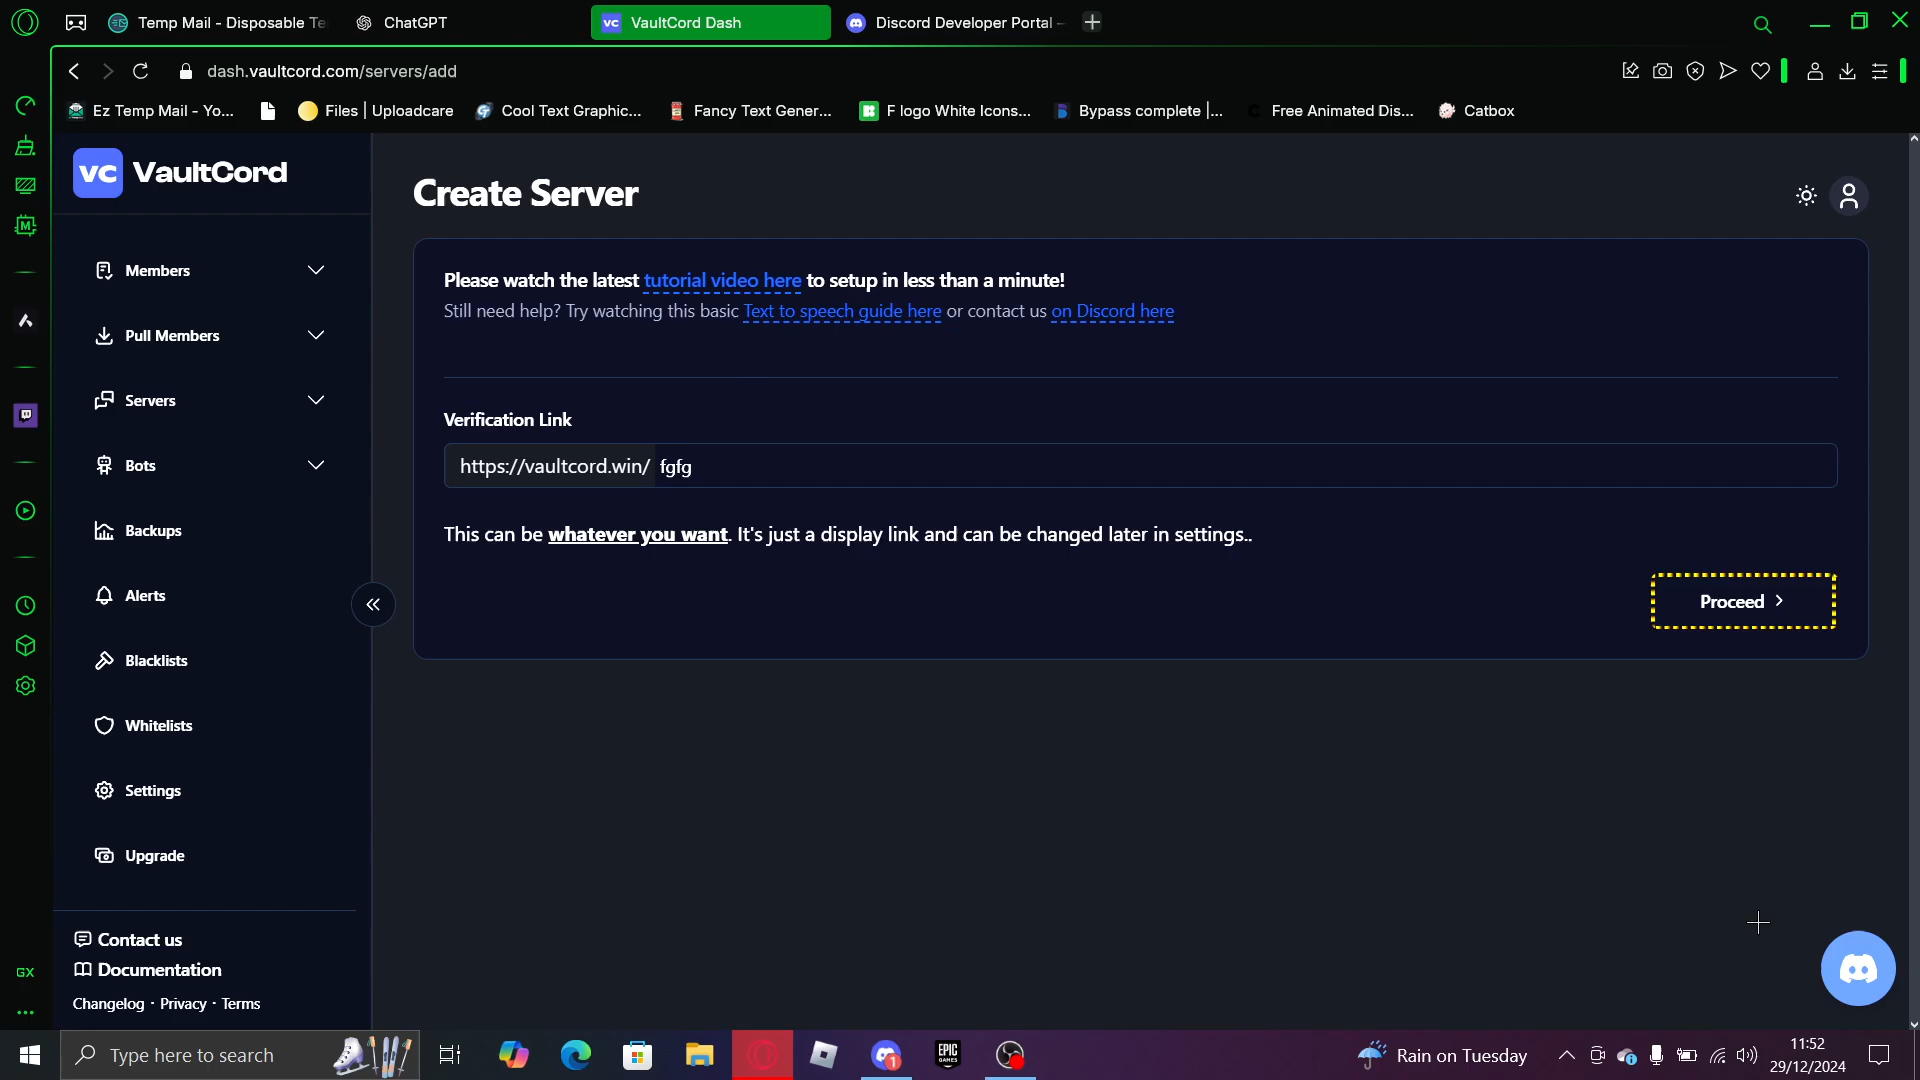 Temp Mail - Disposable Te
ChatGPT
VC VaultCord Dash
Discord Developer Portal –
dash.vaultcord.com/servers/add
Ez Temp Mail - Yo...
Files | Uploadcare
Cool Text Graphic...
Fancy Text Gener...
F logo White Icons...
Bypass complete |...
Free Animated Dis...
Catbox
VC VaultCord
Create Server
Members
Pull Members
Servers
Bots
Backups
Alerts
Blacklists
Whitelists
Settings
Upgrade
Contact us
Documentation
Changelog · Privacy · Terms
Please watch the latest tutorial video here to setup in less than a minute!
Still need help? Try watching this basic Text to speech guide here or contact us on Discord here
Verification Link
https://vaultcord.win/ fgfg
This can be whatever you want. It's just a display link and can be changed later in settings..
Proceed
GX
Type here to search
EPIC
GAMES
1
Rain on Tuesday
11:52
29/12/2024